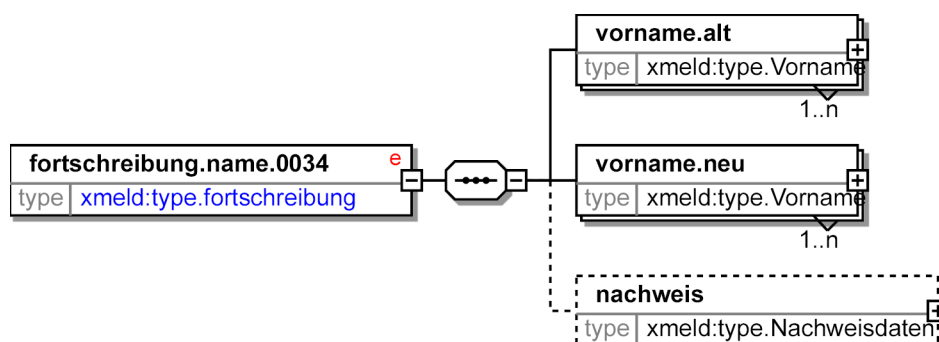 vorname.alt
type xmeld:type.Vorname
1..n
fortschreibung.name.0034 e
type xmeld:type.fortschreibung
vorname.neu
type xmeld:type.Vorname
1..n
nachweis
type xmeld:type.Nachweisdaten